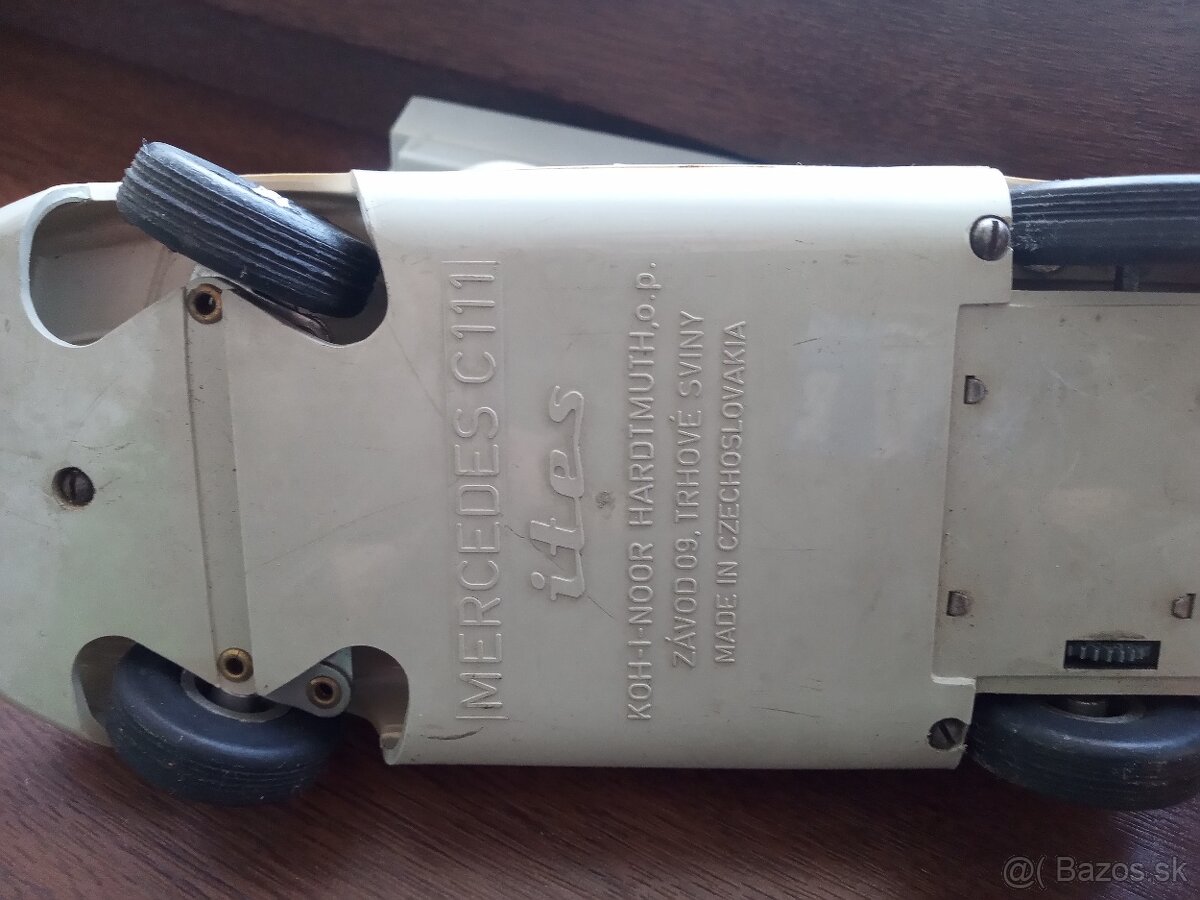 MERCEDES C111
ites
KOH-I-NOOR HARDTMUTH,o.p.
ZÁVOD 09, TRHOVÉ SVINY
MADE IN CZECHOSLOVAKIA
@( Bazos.sk